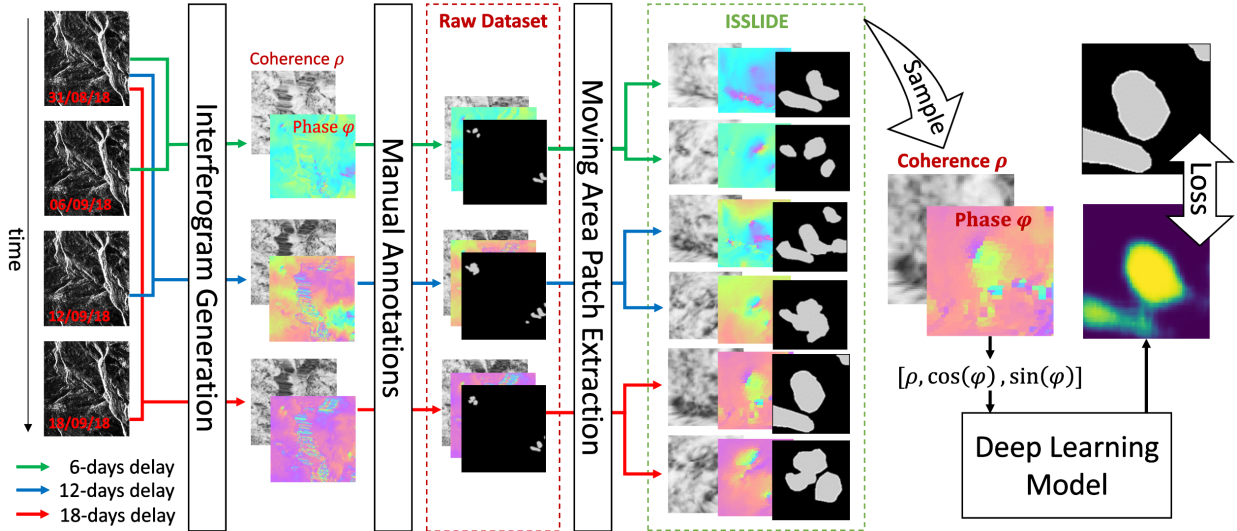 31/08/18
06/09/18
12/09/18
18/09/18
time
6-days delay
12-days delay
18-days delay
Interferogram Generation
Coherence ρ
Phase φ
Manual Annotations
Raw Dataset
Moving Area Patch Extraction
ISSLIDE
Sample
Coherence ρ
Phase φ
[ρ, cos(φ) , sin(φ)]
Deep Learning
Model
Loss